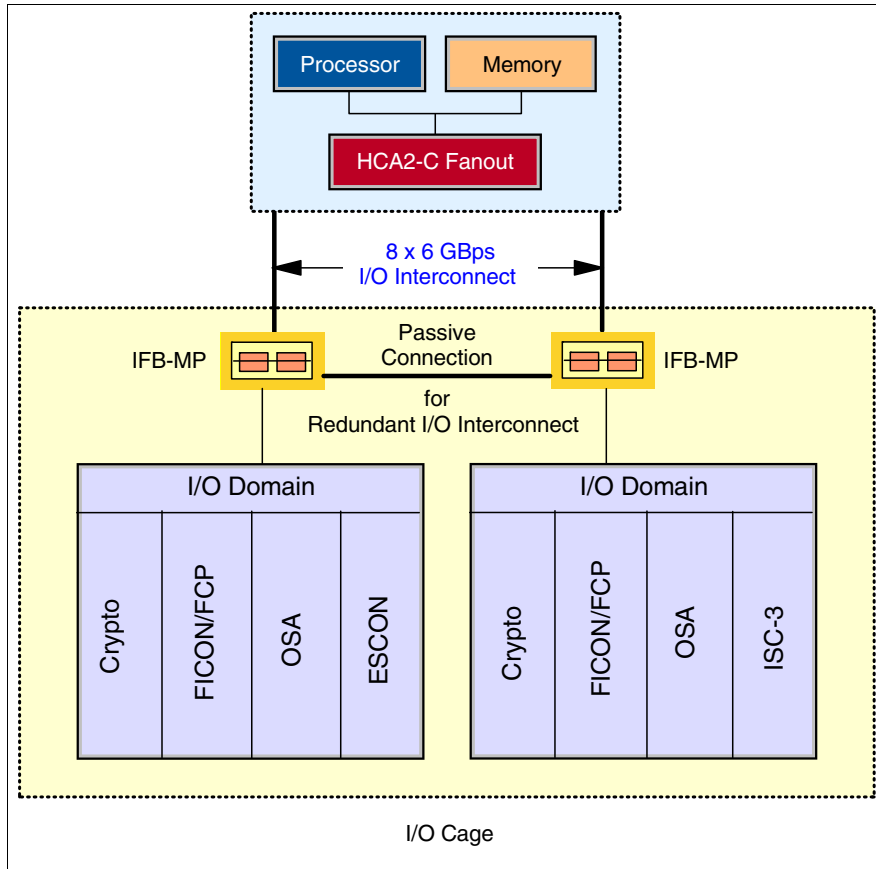 Processor
Memory
HCA2-C Fanout
8 x 6 GBps
I/O Interconnect
IFB-MP
Passive
Connection
IFB-MP
for
Redundant I/O Interconnect
I/O Domain
Crypto
FICON/FCP
OSA
ESCON
I/O Domain
Crypto
FICON/FCP
OSA
ISC-3
I/O Cage